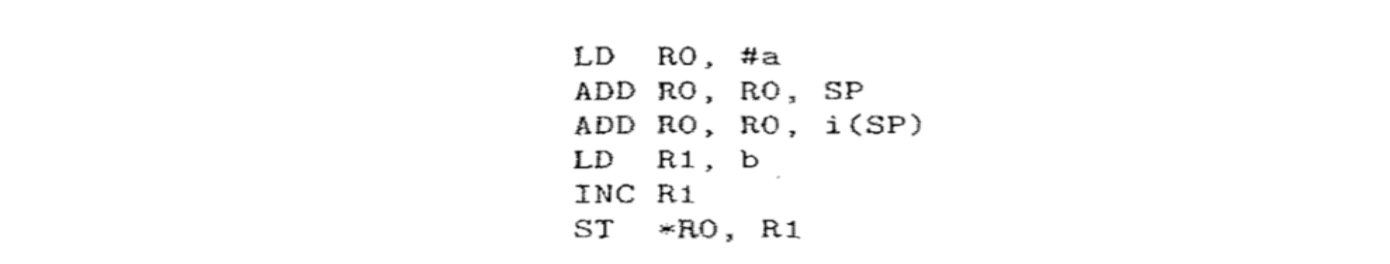 LD R0, #a
ADD R0, R0, SP
ADD R0, R0, i(SP)
LD R1, b
INC R1
ST *R0, R1